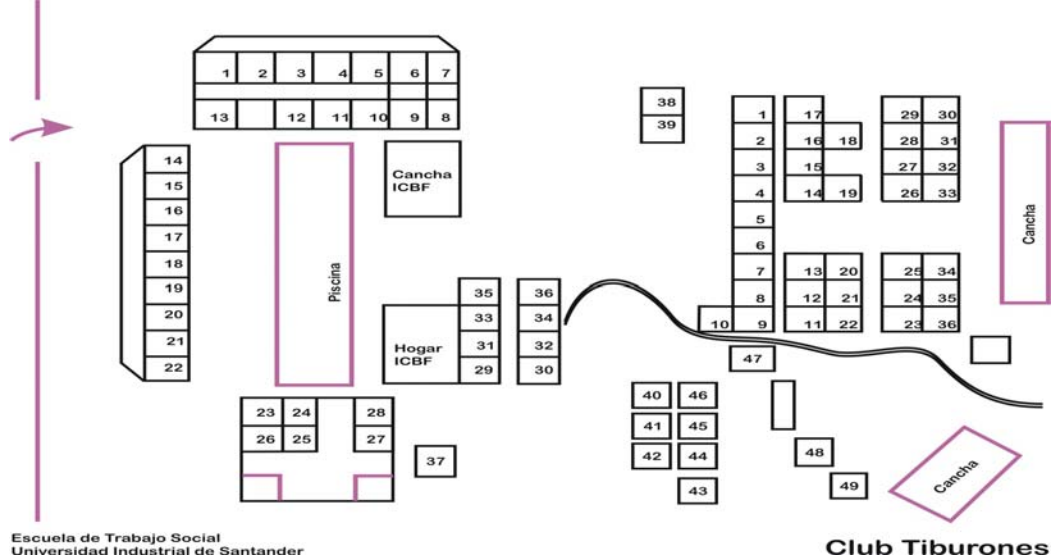 1 2 3 4 5 6 7
13 12 11 10 9 8
38
39
1 17 29 30
2 16 18 28 31
3 15 27 32
4 14 19 26 33
5
6
7 13 20 25 34
8 12 21 24 35
10 9 11 22 23 36
14
15
16
17
18
19
20
21
22
Cancha
ICBF
Piscina
Cancha
35 36
33 34
31 32
29 30
Hogar
ICBF
47
23 24 28
26 25 27
37
40 46
41 45
42 44
43
48
49
Cancha
Escuela de Trabajo Social
Universidad Industrial de Santander
Club Tiburones